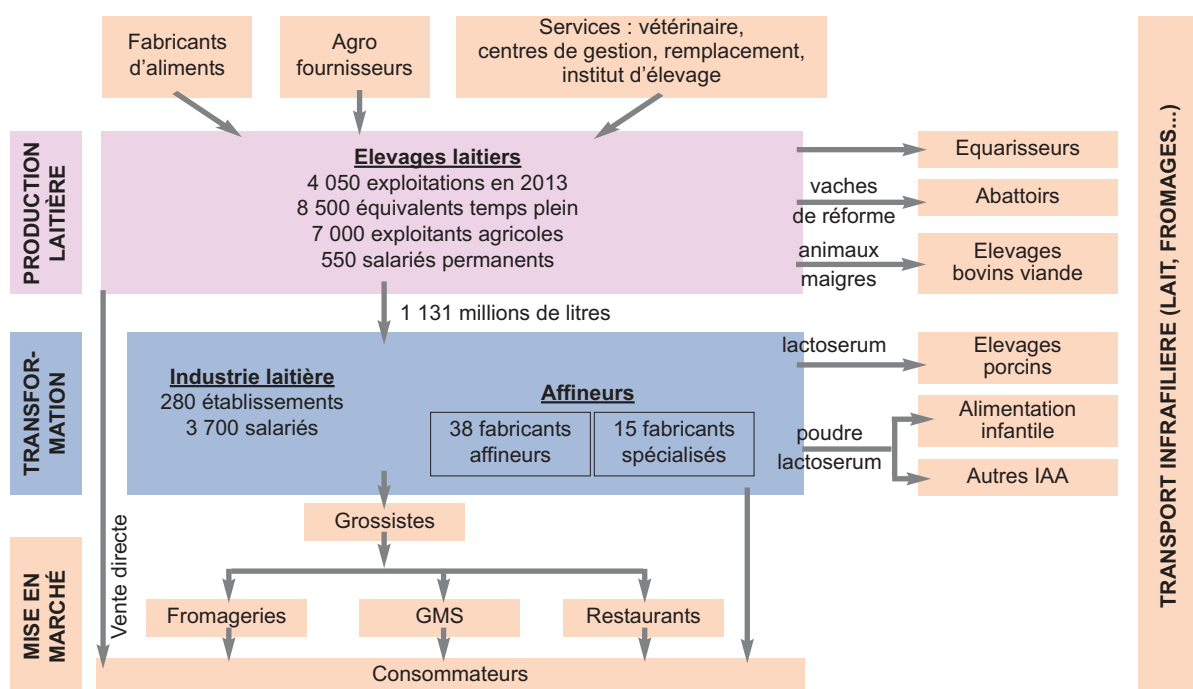 Fabricants
d’aliments
Agro
fournisseurs
Services : vétérinaire,
centres de gestion, remplacement,
institut d’élevage
PRODUCTION
LAITIÈRE
Elevages laitiers
4 050 exploitations en 2013
8 500 équivalents temps plein
7 000 exploitants agricoles
550 salariés permanents
Equarisseurs
vaches
de réforme
Abattoirs
animaux
maigres
Elevages
bovins viande
1 131 millions de litres
TRANSFOR-
MATION
Industrie laitière
280 établissements
3 700 salariés
Affineurs
38 fabricants
affineurs
15 fabricants
spécialisés
lactoserum
Elevages
porcins
poudre
lactoserum
Alimentation
infantile
Autres IAA
Grossistes
Vente directe
MISE EN
MARCHÉ
Fromageries
GMS
Restaurants
Consommateurs
TRANSPORT INFRAFILIERE (LAIT, FROMAGES...)